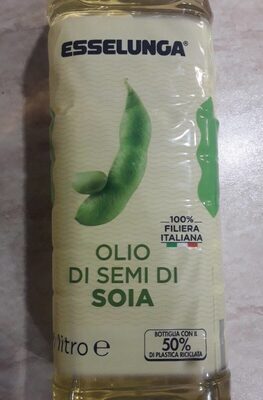 ESSELUNGA®
100%
FILIERA
ITALIANA
OLIO
DI SEMI DI
SOIA
litro e
BOTTIGLIA CON IL
50%
DI PLASTICA RICICLATA